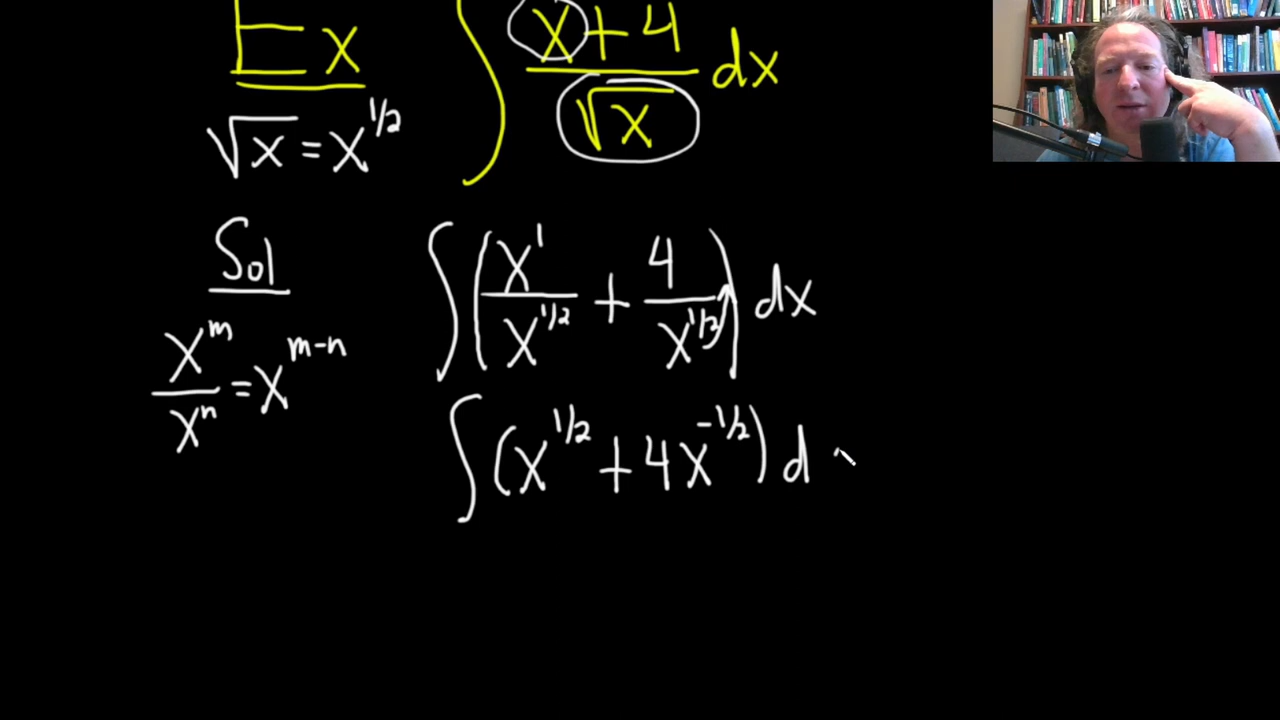 Ex ∫ (x+4)/√x dx
√x = x^1/2
Sol ∫ (x^1/x^1/2 + 4/x^1/2) dx
x^m/x^n = x^m-n
∫ (x^1/2 + 4x^-1/2) d